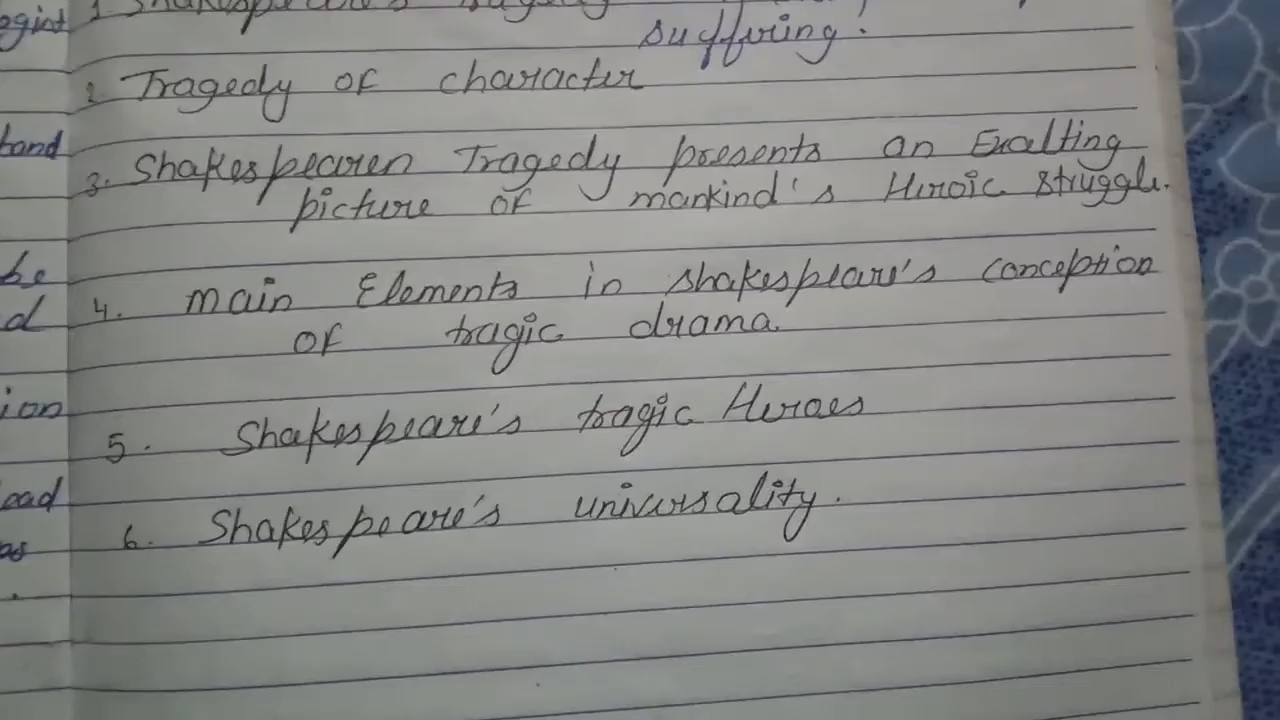 suffering.
2. Tragedy of character
3. Shakespearen Tragedy presents an Exalting
picture of mankind's Heroic struggle.
4. main Elements in shakespeare's conception
of tragic drama.
5. Shakespeare's tragic Heroes
6. Shakespeare's universality.